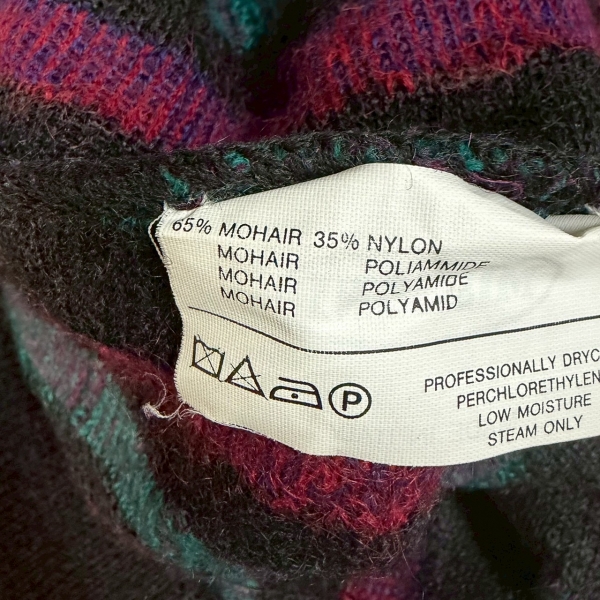 65% MOHAIR 35% NYLON
MOHAIR POLIAMMIDE
MOHAIR POLYAMIDE
MOHAIR POLYAMID
P
PROFESSIONALLY DRYC
PERCHLORETHYLEN
LOW MOISTURE
STEAM ONLY